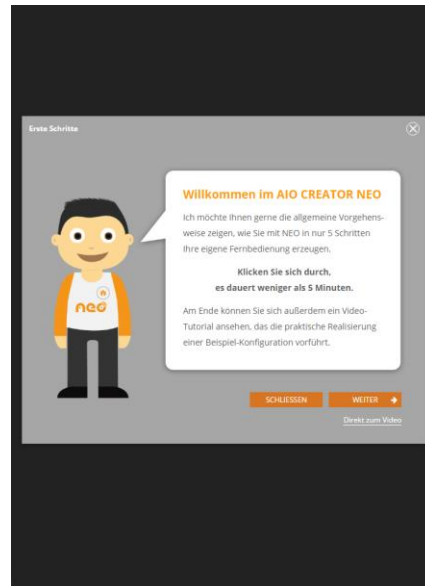 Erste Schritte
Willkommen im AIO CREATOR NEO
Ich möchte Ihnen gerne die allgemeine Vorgehens-
weise zeigen, wie Sie mit NEO in nur 5 Schritten
Ihre eigene Fernbedienung erzeugen.
Klicken Sie sich durch,
es dauert weniger als 5 Minuten.
Am Ende können Sie sich außerdem ein Video-
Tutorial ansehen, das die praktische Realisierung
einer Beispiel-Konfiguration vorführt.
neo
SCHLIESSEN
WEITER
Direkt zum Video